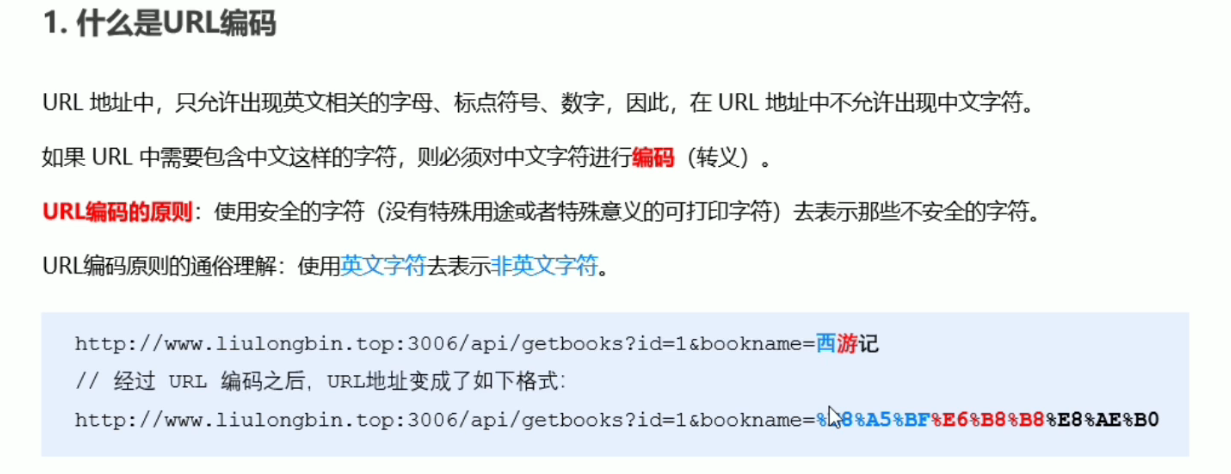 1. 什么是URL编码
URL 地址中，只允许出现英文相关的字母、标点符号、数字，因此，在 URL 地址中不允许出现中文字符。
如果 URL 中需要包含中文这样的字符，则必须对中文字符进行编码（转义）。
URL编码的原则：使用安全的字符（没有特殊用途或者特殊意义的可打印字符）去表示那些不安全的字符。
URL编码原则的通俗理解：使用英文字符去表示非英文字符。
http://www.liulongbin.top:3006/api/getbooks?id=1&bookname=西游记
// 经过 URL 编码之后，URL地址变成了如下格式：
http://www.liulongbin.top:3006/api/getbooks?id=1&bookname=%8%A5%BF%E6%B8%B8%E8%AE%B0